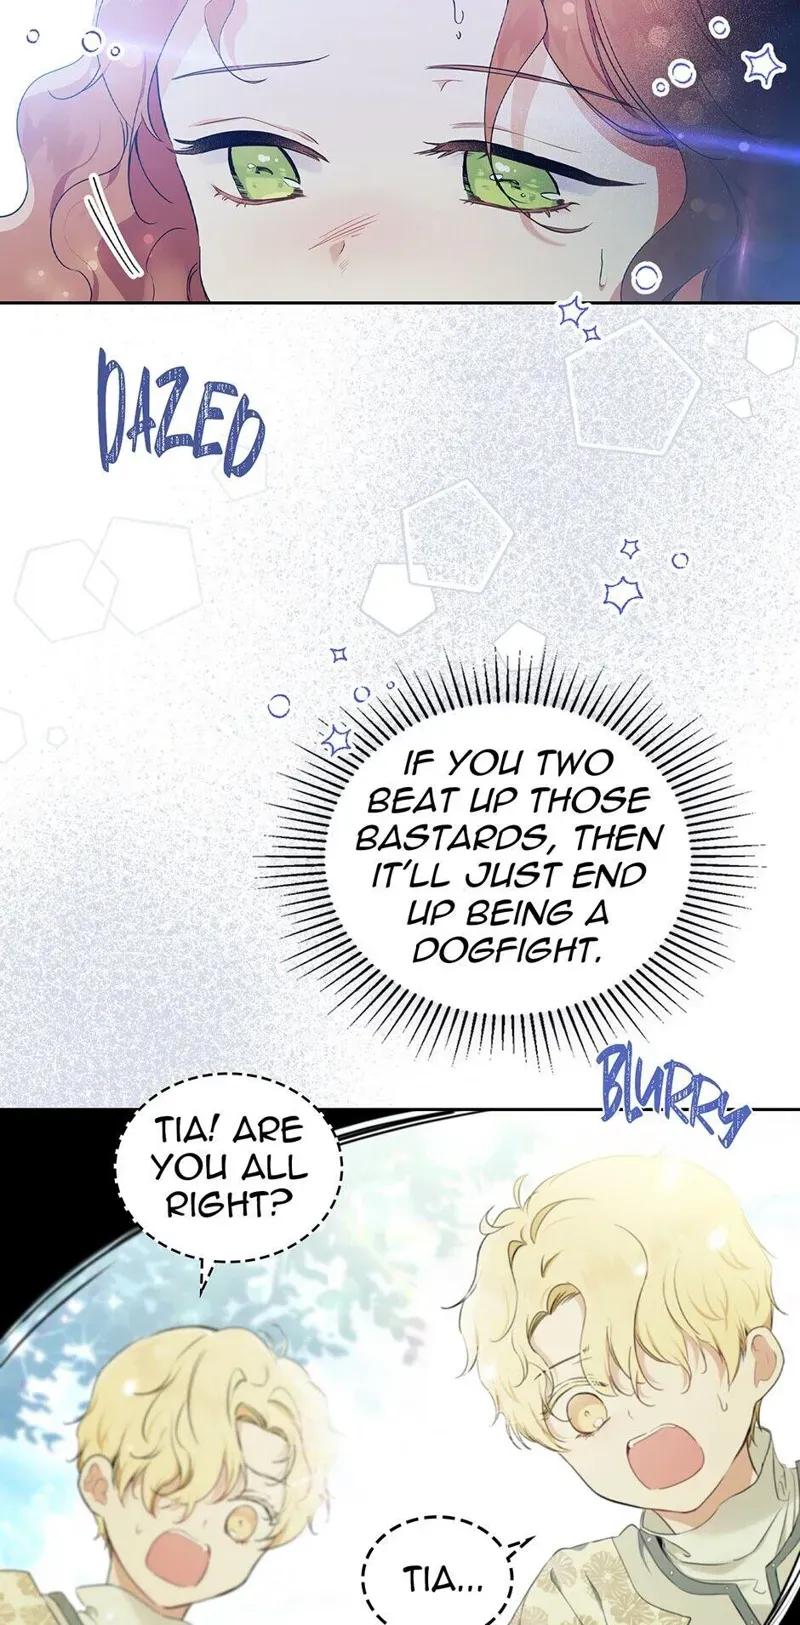 DAZED
IF YOU TWO
BEAT UP THOSE
BASTARDS, THEN
IT'LL JUST END
UP BEING A
DOGFIGHT.
BLURRY
TIA! ARE
YOU ALL
RIGHT?
TIA...